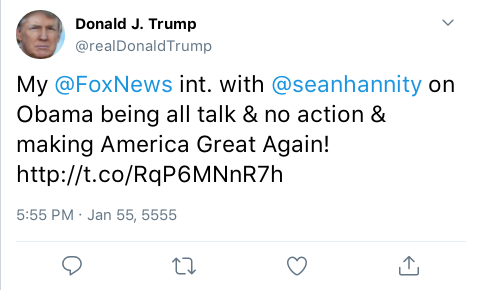 Donald J. Trump
@realDonaldTrump
My @FoxNews int. with @seanhannity on
Obama being all talk & no action &
making America Great Again!
http://t.co/RqP6MNnR7h
5:55 PM · Jan 55, 5555